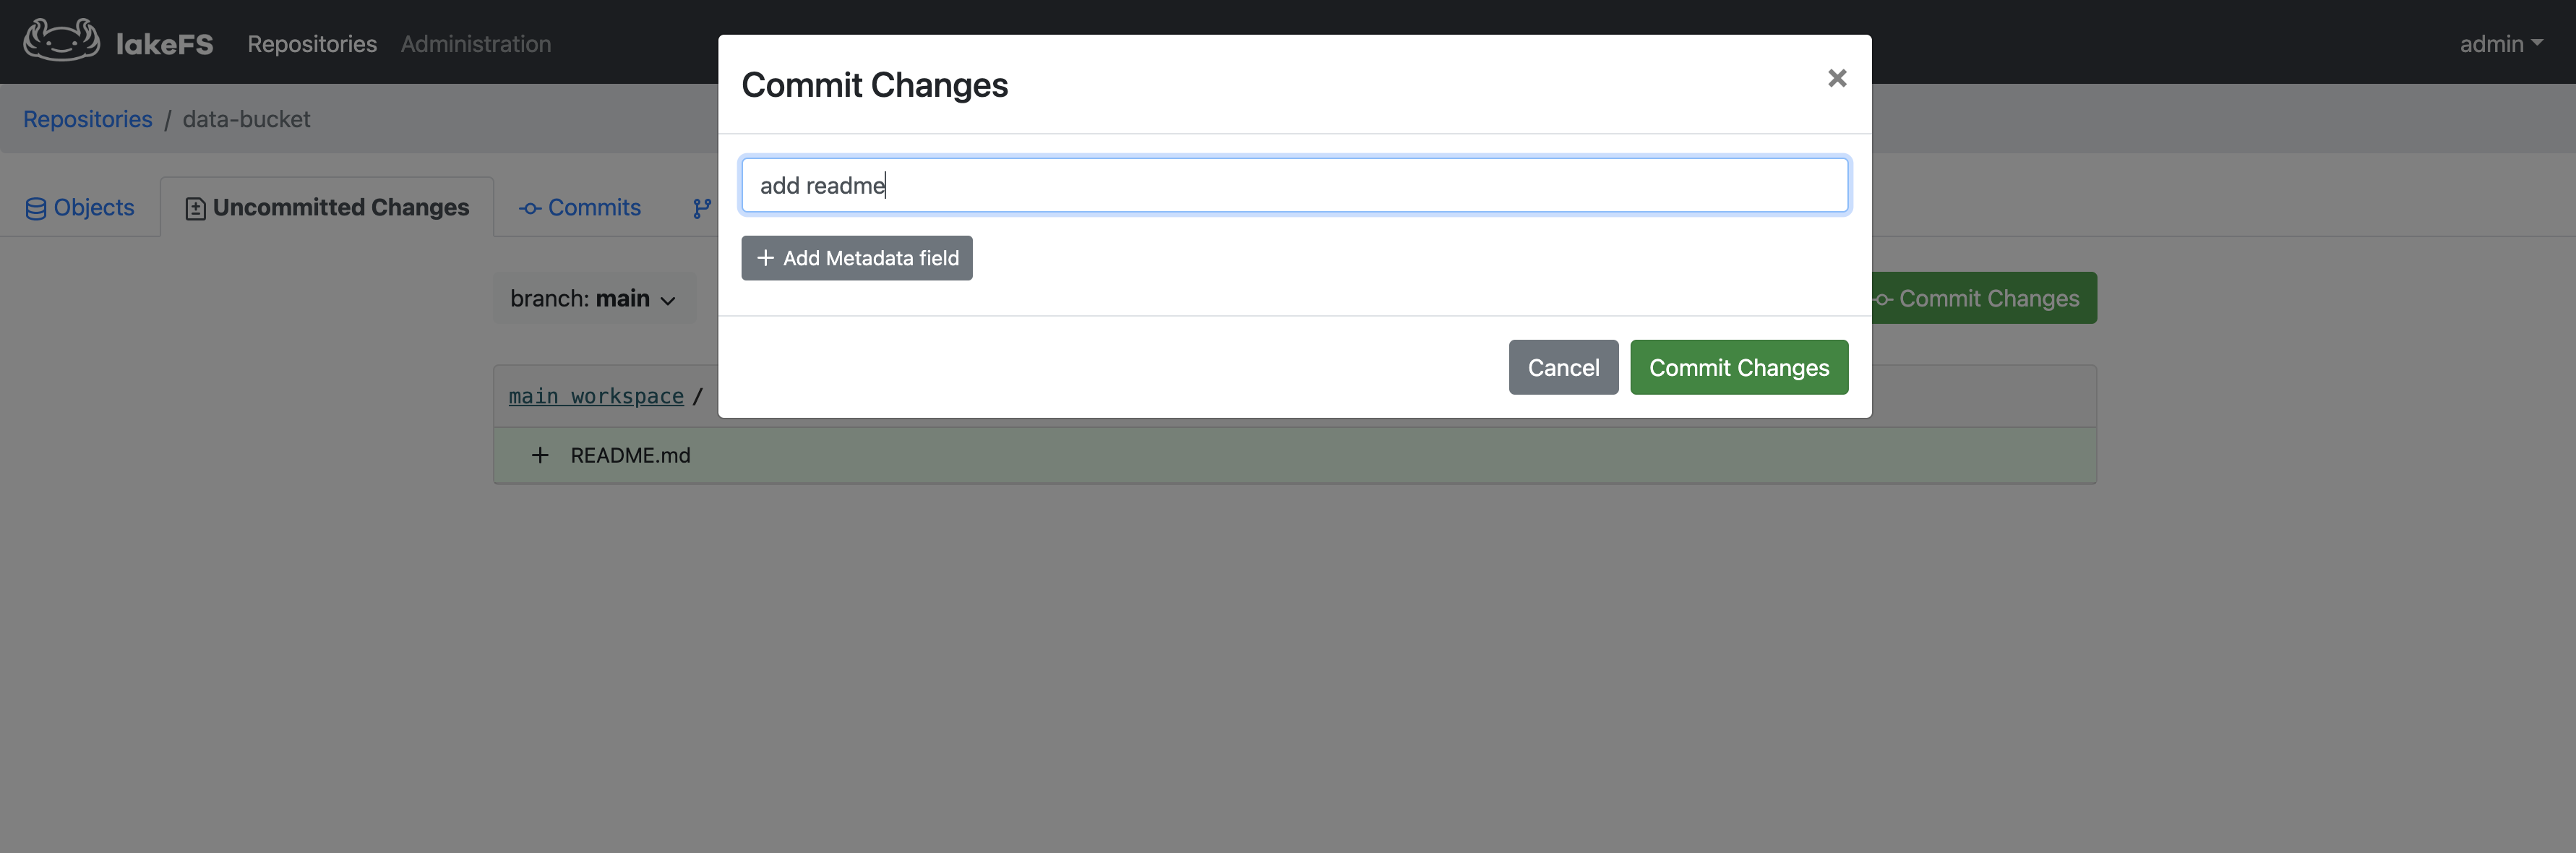 lakeFS Repositories Administration admin
Commit Changes ×
Repositories / data-bucket
add readme
Objects Uncommitted Changes Commits
+ Add Metadata field
branch: main
Commit Changes
Cancel Commit Changes
main workspace /
+ README.md